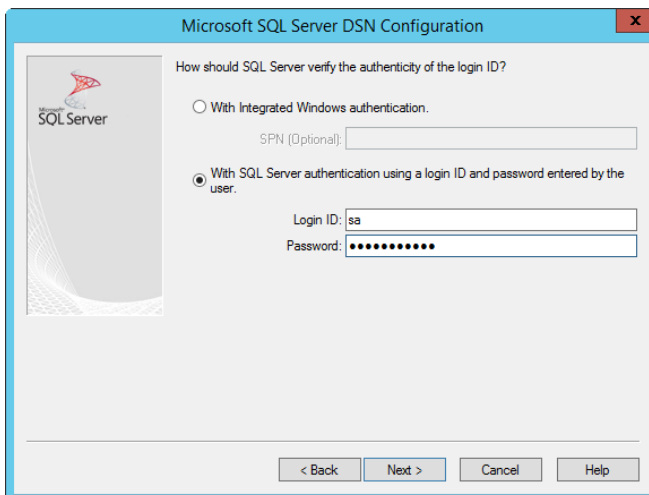 Microsoft SQL Server DSN Configuration
x
How should SQL Server verify the authenticity of the login ID?
Microsoft
SQL Server
With Integrated Windows authentication.
SPN (Optional):
With SQL Server authentication using a login ID and password entered by the
user.
Login ID: sa
Password: ●●●●●●●●●●●
< Back Next > Cancel Help